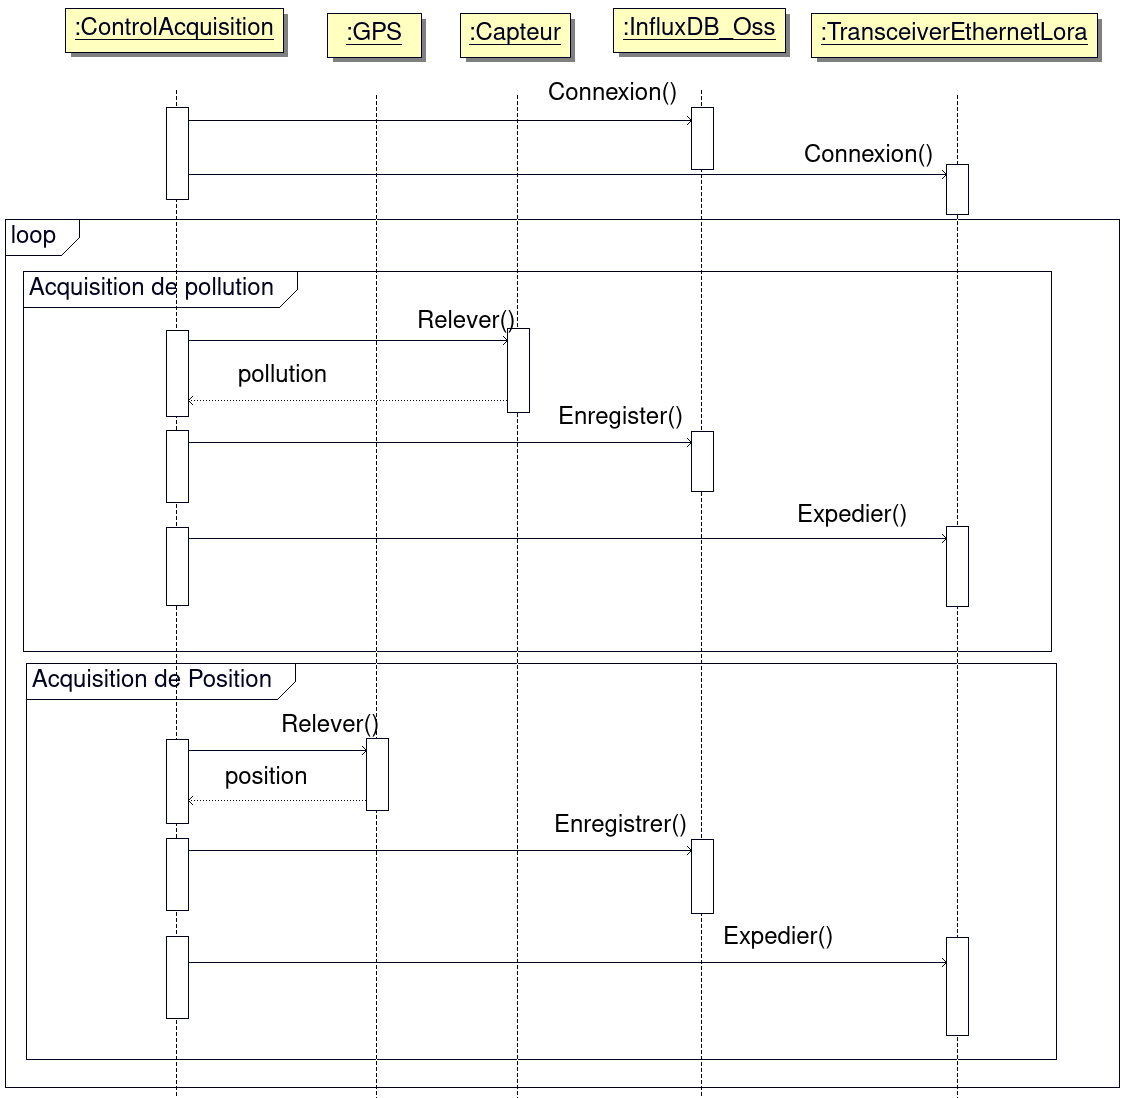 :ControlAcquisition
:GPS
:Capteur
:InfluxDB_Oss
:TransceiverEthernetLora
Connexion()
Connexion()
loop
Acquisition de pollution
Relever()
pollution
Enregister()
Expedier()
Acquisition de Position
Relever()
position
Enregistrer()
Expedier()